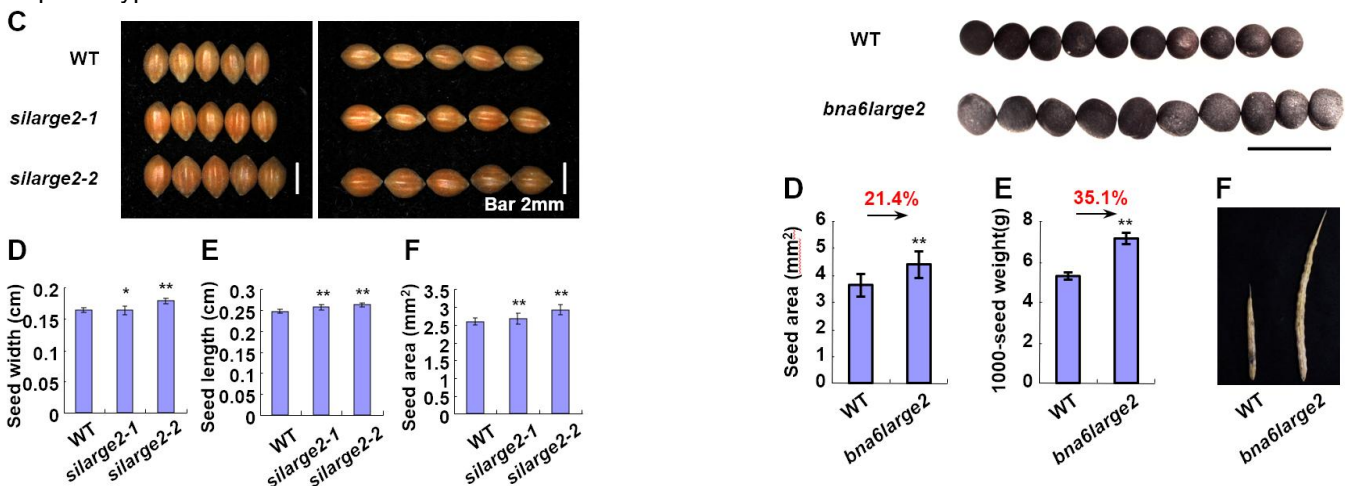 C
WT
silarge2-1
silarge2-2
Bar 2mm
D
Seed width (cm)
0.2
0.15
0.1
0.05
0
*
**
WT
silarge2-1
silarge2-2
E
Seed length (cm)
0.3
0.25
0.2
0.15
0.1
0.05
0
**
**
WT
silarge2-1
silarge2-2
F
Seed area (mm²)
3.5
3
2.5
2
1.5
1
0.5
0
**
**
WT
silarge2-1
silarge2-2
WT
bna6large2
D
21.4%
Seed area (mm²)
6
5
4
3
2
1
0
**
WT
bna6large2
E
35.1%
1000-seed weight(g)
8
6
4
2
0
**
WT
bna6large2
F
WT
bna6large2